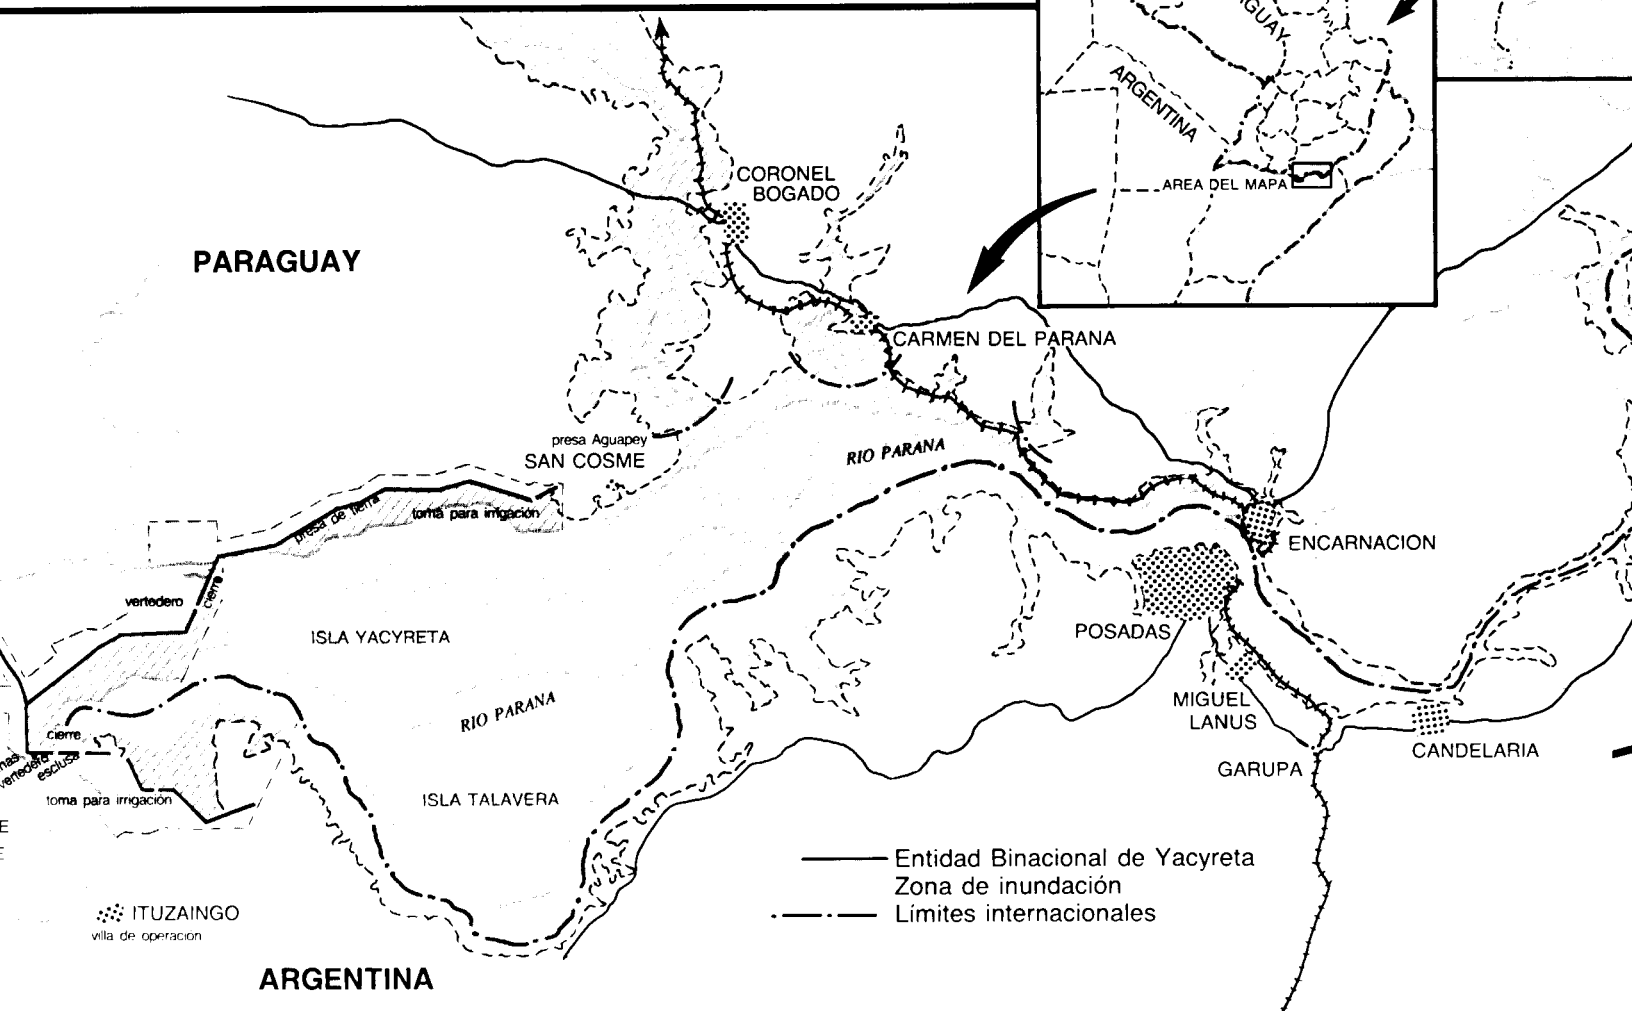 GUAY
ARGENTINA
AREA DEL MAPA
CORONEL
BOGADO
PARAGUAY
CARMEN DEL PARANA
presa Aguapey
SAN COSME
RIO PARANA
presa de tierra
toma para irrigación
ENCARNACION
vertedero
cierre
ISLA YACYRETA
POSADAS
MIGUEL
LANUS
RIO PARANA
cierre
esclusa
vertedero
CANDELARIA
GARUPA
toma para irrigación
ISLA TALAVERA
Entidad Binacional de Yacyreta
Zona de inundación
Límites internacionales
ITUZAINGO
villa de operacion
ARGENTINA